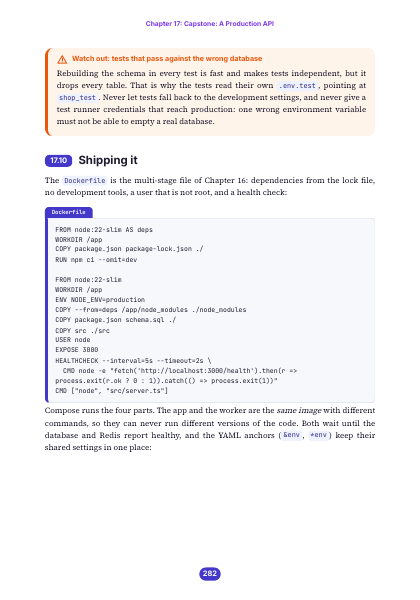 Chapter 17: Capstone: A Production API
Watch out: tests that pass against the wrong database
Rebuilding the schema in every test is fast and makes tests independent, but it
drops every table. That is why the tests read their own .env.test, pointing at
shop_test. Never let tests fall back to the development settings, and never give a
test runner credentials that reach production: one wrong environment variable
must not be able to empty a real database.
17.10 Shipping it
The Dockerfile is the multi-stage file of Chapter 16: dependencies from the lock file,
no development tools, a user that is not root, and a health check:
Dockerfile
FROM node:22-slim AS deps
WORKDIR /app
COPY package.json package-lock.json ./
RUN npm ci --omit=dev
FROM node:22-slim
WORKDIR /app
ENV NODE_ENV=production
COPY --from=deps /app/node_modules ./node_modules
COPY package.json schema.sql ./
COPY src ./src
USER node
EXPOSE 3000
HEALTHCHECK --interval=5s --timeout=2s \
CMD node -e "fetch('http://localhost:3000/health').then(r =>
process.exit(r.ok ? 0 : 1)).catch(() => process.exit(1))"
CMD ["node", "src/server.ts"]
Compose runs the four parts. The app and the worker are the same image with different
commands, so they can never run different versions of the code. Both wait until the
database and Redis report healthy, and the YAML anchors (&env, *env) keep their
shared settings in one place:
282